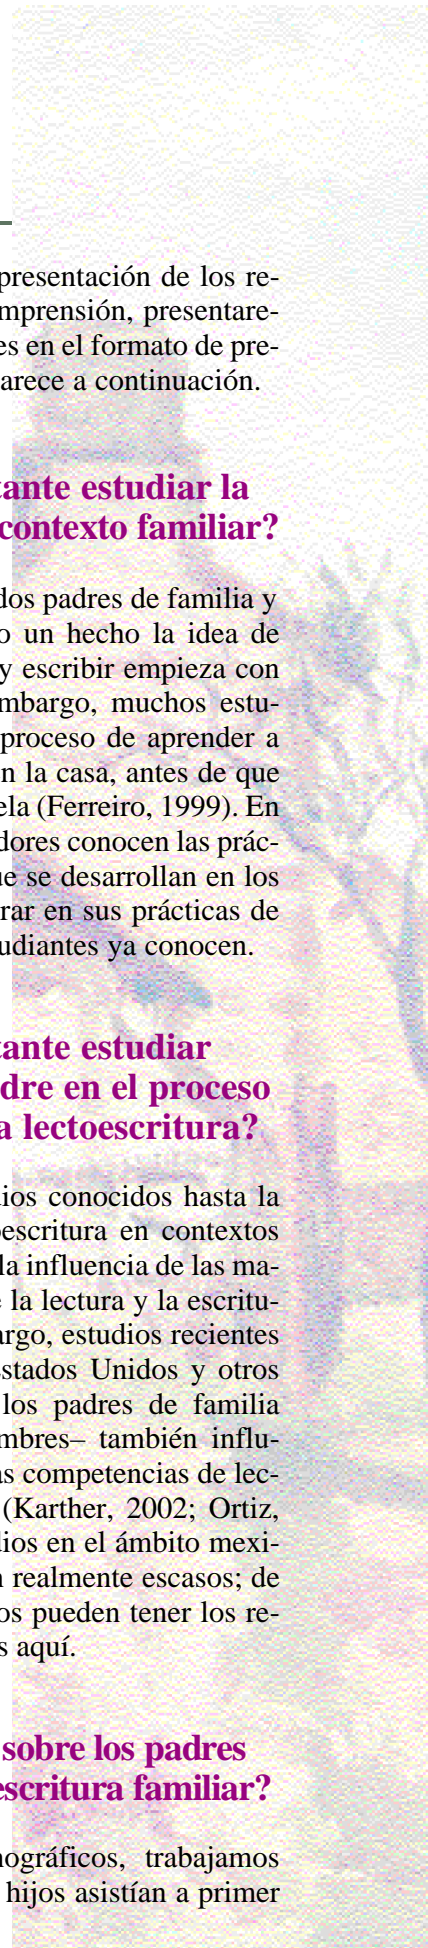 presentación de los re-
mprensión, presentare-
es en el formato de pre-
arece a continuación.
tante estudiar la
contexto familiar?
dos padres de familia y
o un hecho la idea de
y escribir empieza con
mbargo, muchos estu-
proceso de aprender a
n la casa, antes de que
ela (Ferreiro, 1999). En
dores conocen las prác-
ue se desarrollan en los
rar en sus prácticas de
tudiantes ya conocen.
tante estudiar
dre en el proceso
a lectoescritura?
ios conocidos hasta la
oescritura en contextos
la influencia de las ma-
e la lectura y la escritu-
argo, estudios recientes
stados Unidos y otros
los padres de familia
mbres– también influ-
as competencias de lec-
(Karther, 2002; Ortiz,
dios en el ámbito mexi-
n realmente escasos; de
os pueden tener los re-
s aquí.
sobre los padres
escritura familiar?
nográficos, trabajamos
hijos asistían a primer